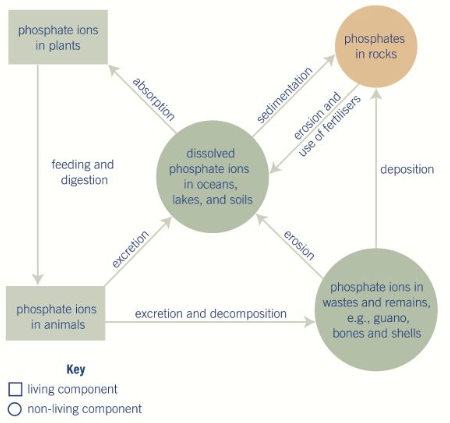 phosphate ions
in plants
phosphates
in rocks
absorption
sedimentation
erosion and
use of fertilisers
dissolved
phosphate ions
in oceans,
lakes, and soils
feeding and
digestion
deposition
excretion
erosion
phosphate ions
in animals
excretion and decomposition
phosphate ions in
wastes and remains,
e.g., guano,
bones and shells
Key
living component
non-living component